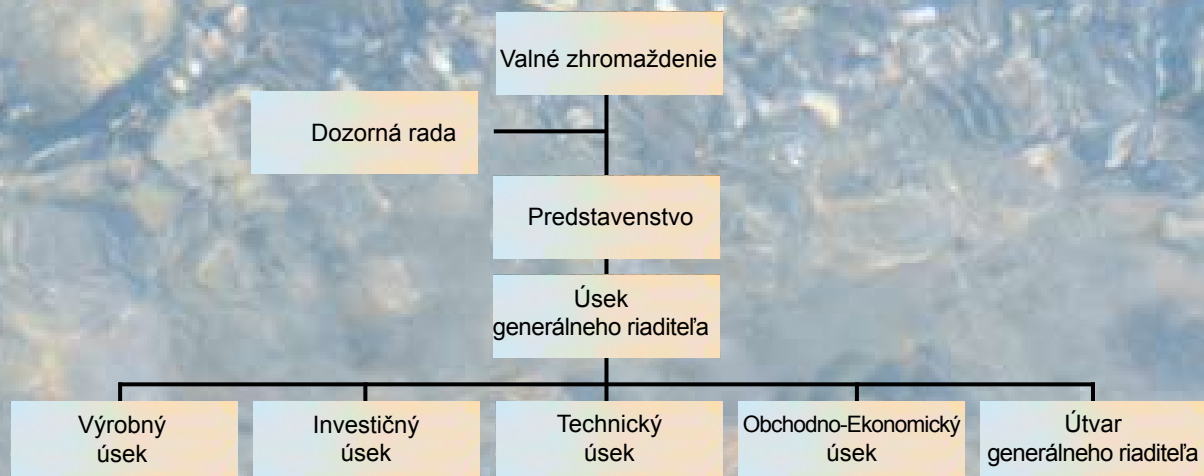 Valné zhromaždenie
Dozorná rada
Predstavenstvo
Úsek
generálneho riaditeľa
Výrobný
úsek
Investičný
úsek
Technický
úsek
Obchodno-Ekonomický
úsek
Útvar
generálneho riaditeľa